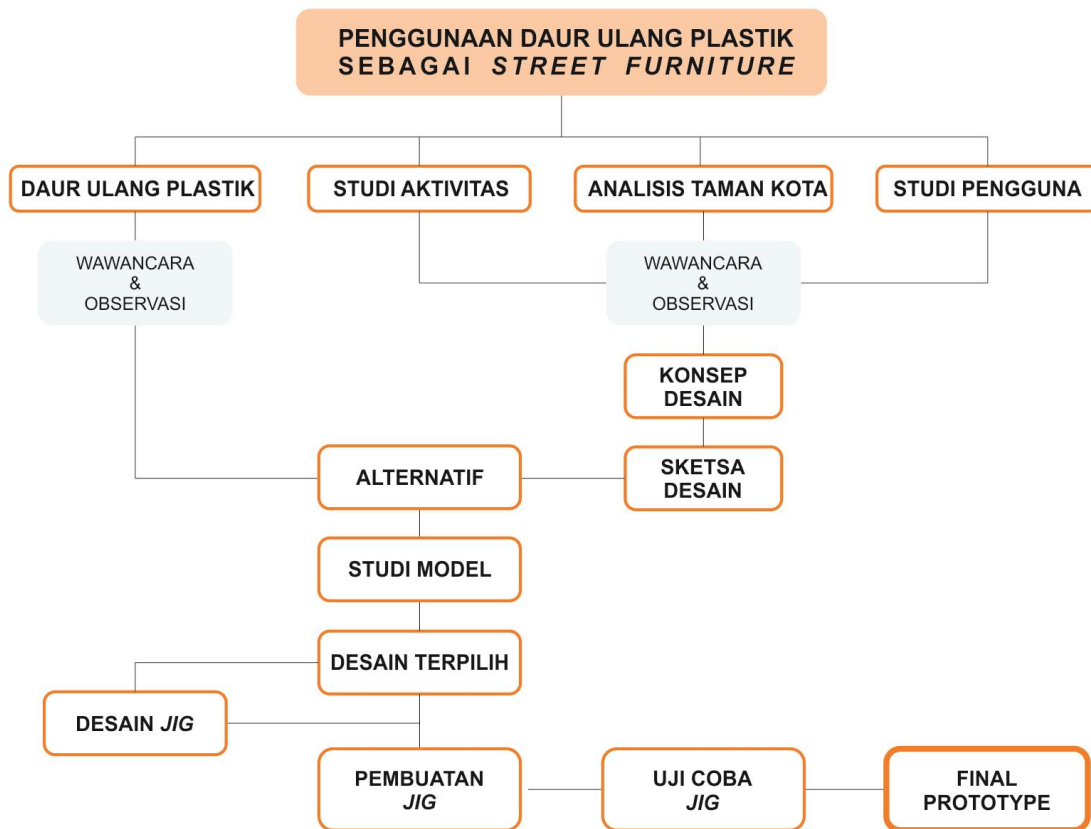 PENGGUNAAN DAUR ULANG PLASTIK
SEBAGAI STREET FURNITURE
DAUR ULANG PLASTIK
STUDI AKTIVITAS
ANALISIS TAMAN KOTA
STUDI PENGGUNA
WAWANCARA
&
OBSERVASI
WAWANCARA
&
OBSERVASI
KONSEP
DESAIN
ALTERNATIF
SKETSA
DESAIN
STUDI MODEL
DESAIN TERPILIH
DESAIN JIG
PEMBUATAN
JIG
UJI COBA
JIG
FINAL
PROTOTYPE